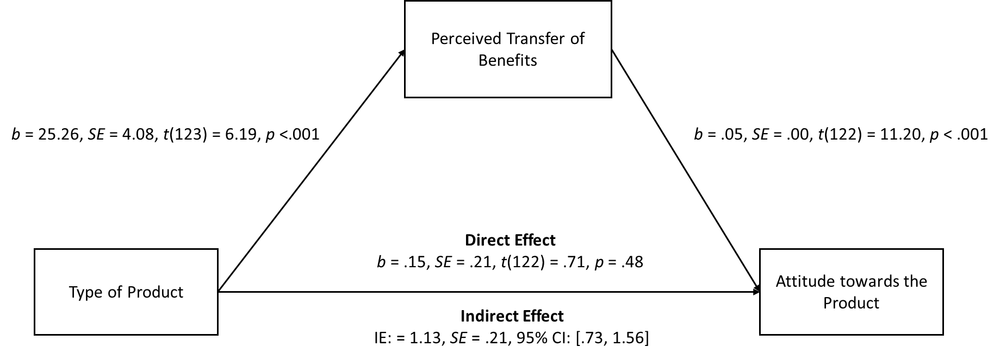 Perceived Transfer of
Benefits
b = 25.26, SE = 4.08, t(123) = 6.19, p <.001
b = .05, SE = .00, t(122) = 11.20, p < .001
Direct Effect
b = .15, SE = .21, t(122) = .71, p = .48
Type of Product
Attitude towards the
Product
Indirect Effect
IE: = 1.13, SE = .21, 95% CI: [.73, 1.56]